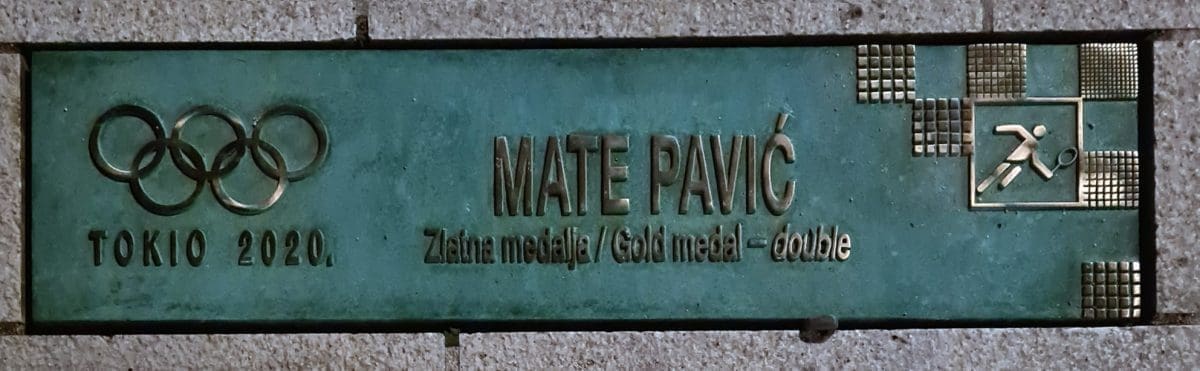 MATE PAVIĆ
Zlatna medalja / Gold medal – double
TOKIO 2020.